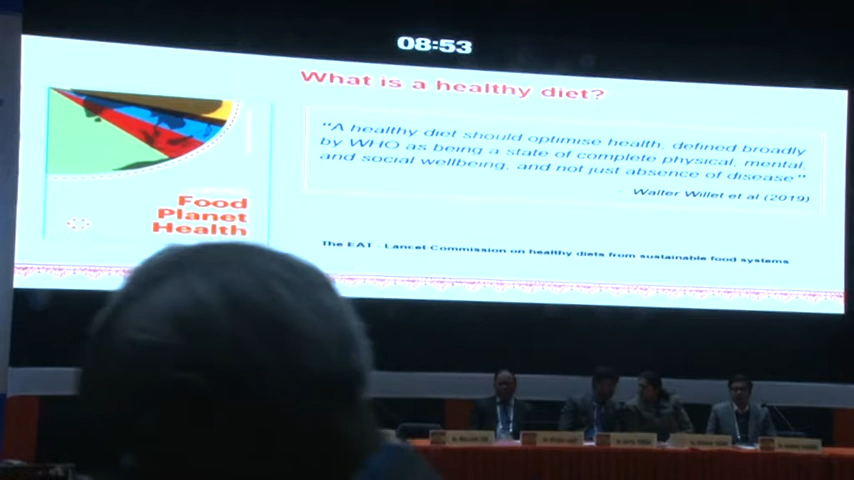 08:53
What is a healthy diet?
"A healthy diet should optimise health, defined broadly
by WHO as being a state of complete physical, mental,
and social wellbeing, and not just absence of disease"
- Walter Willet et al (2019)
Food
Planet
Health
The EAT - Lancet Commission on healthy diets from sustainable food systems